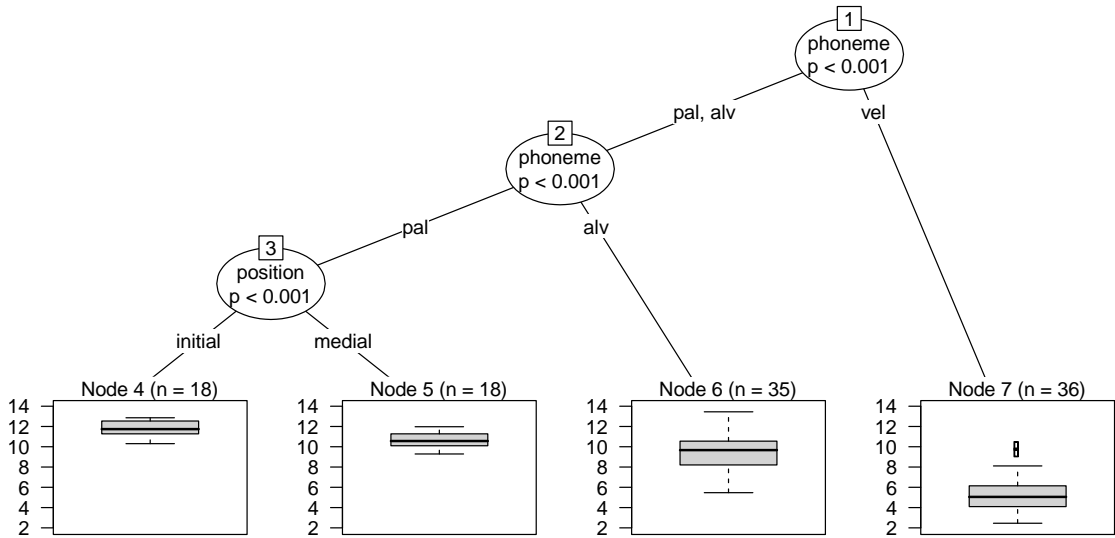 1
phoneme
p < 0.001
pal, alv
vel
2
phoneme
p < 0.001
pal
alv
3
position
p < 0.001
initial
medial
Node 4 (n = 18)
14
12
10
8
6
4
2
Node 5 (n = 18)
14
12
10
8
6
4
2
Node 6 (n = 35)
14
12
10
8
6
4
2
Node 7 (n = 36)
14
12
10
8
6
4
2